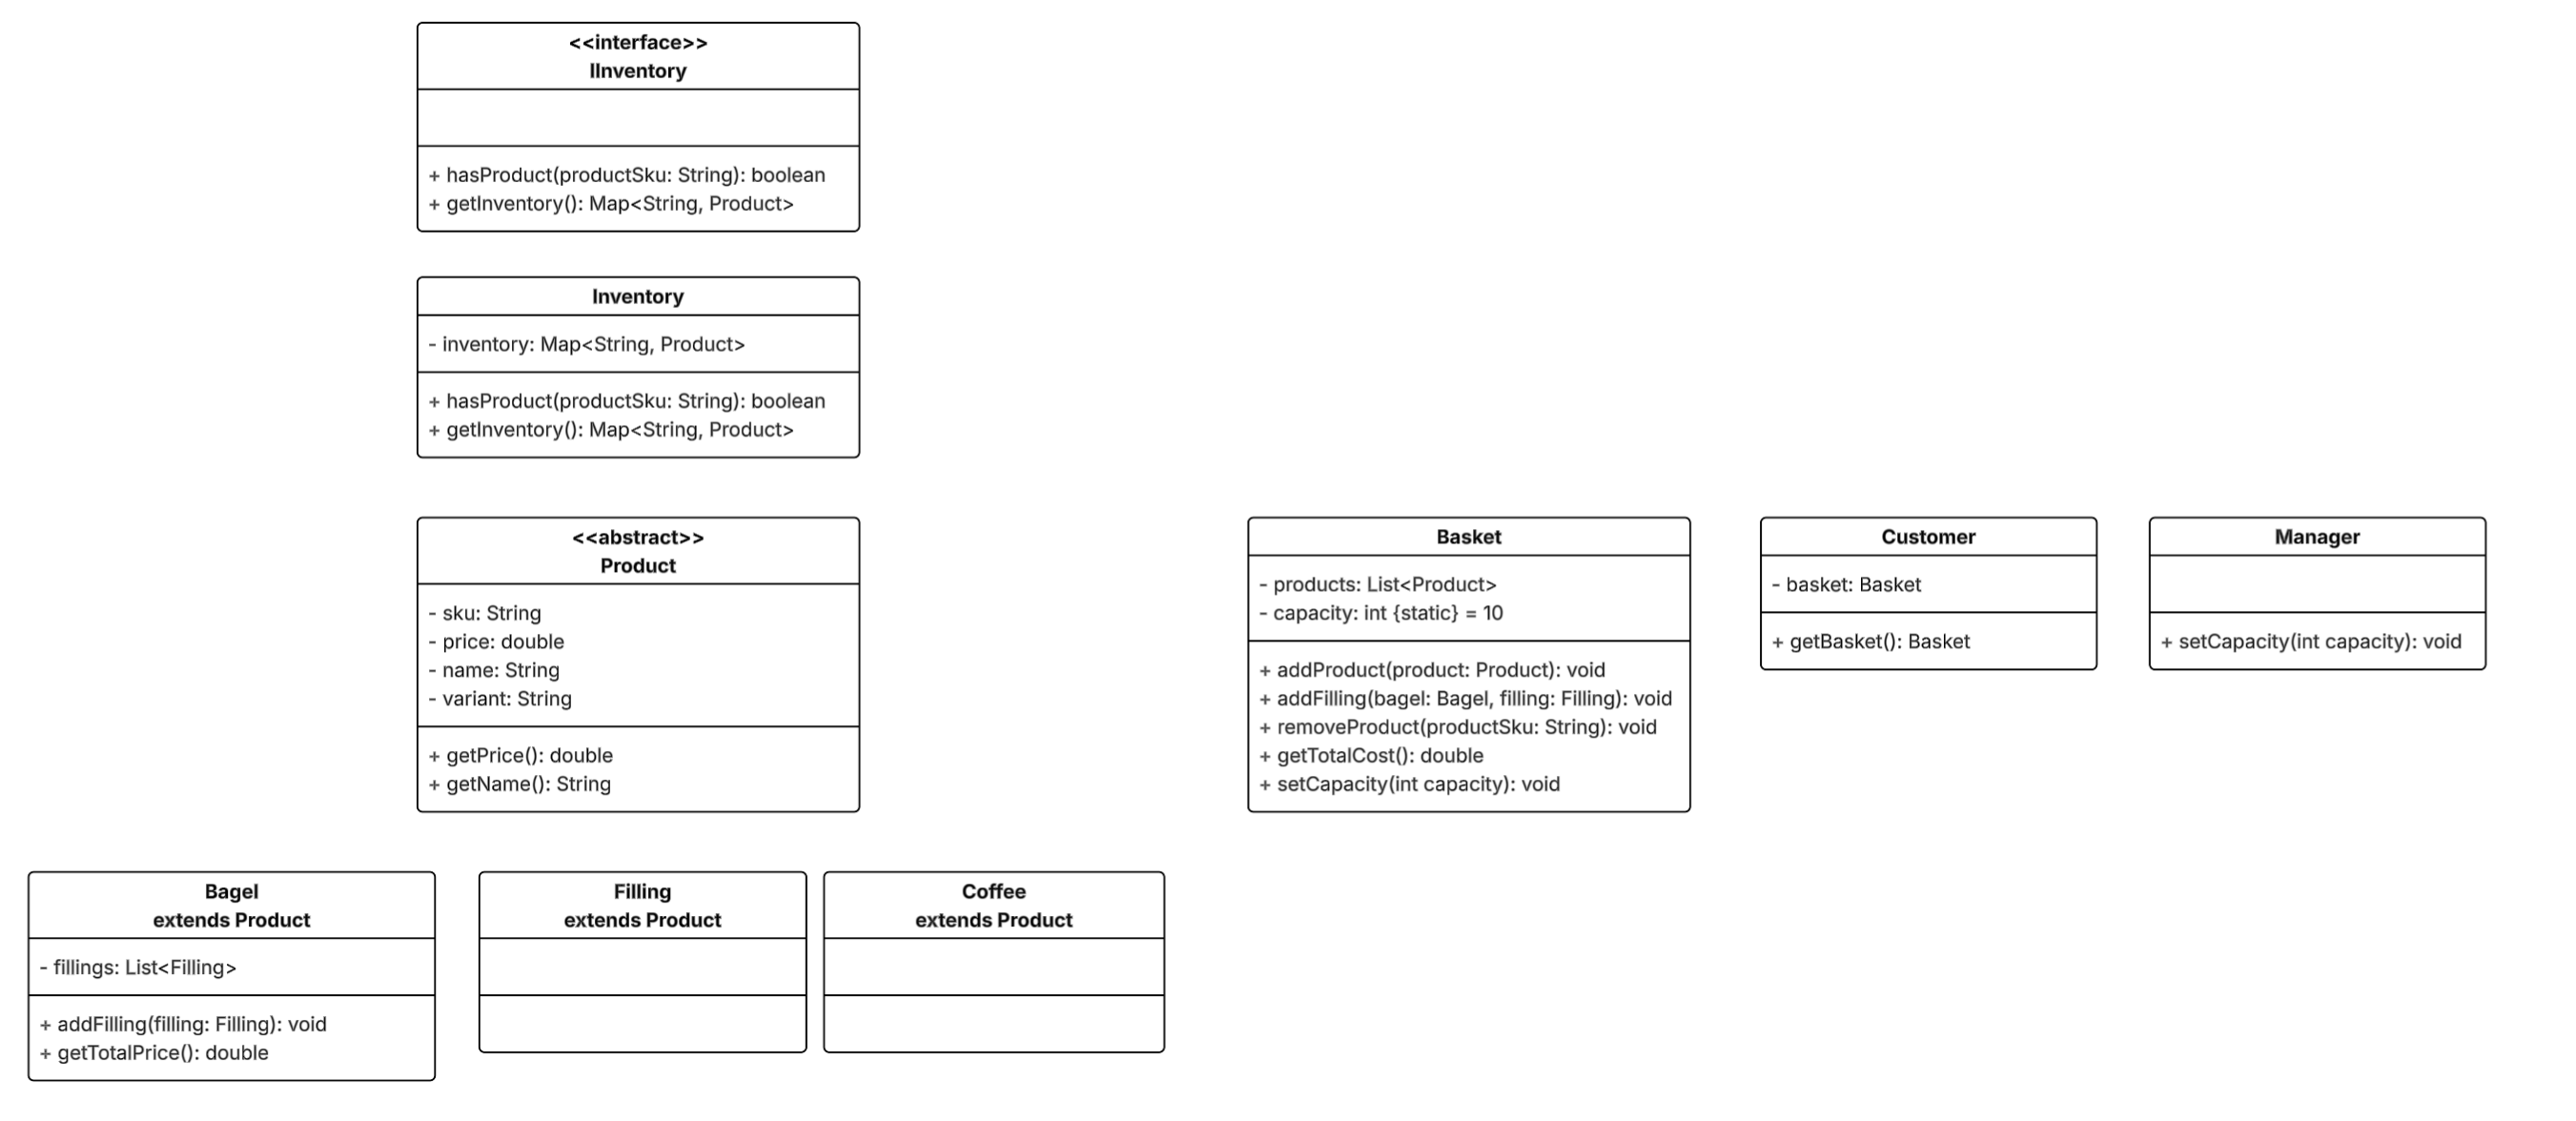 <<interface>>
IInventory
+ hasProduct(productSku: String): boolean
+ getInventory(): Map<String, Product>
Inventory
- inventory: Map<String, Product>
+ hasProduct(productSku: String): boolean
+ getInventory(): Map<String, Product>
<<abstract>>
Product
- sku: String
- price: double
- name: String
- variant: String
+ getPrice(): double
+ getName(): String
Basket
- products: List<Product>
- capacity: int {static} = 10
+ addProduct(product: Product): void
+ addFilling(bagel: Bagel, filling: Filling): void
+ removeProduct(productSku: String): void
+ getTotalCost(): double
+ setCapacity(int capacity): void
Customer
- basket: Basket
+ getBasket(): Basket
Manager
+ setCapacity(int capacity): void
Bagel
extends Product
- fillings: List<Filling>
+ addFilling(filling: Filling): void
+ getTotalPrice(): double
Filling
extends Product
Coffee
extends Product